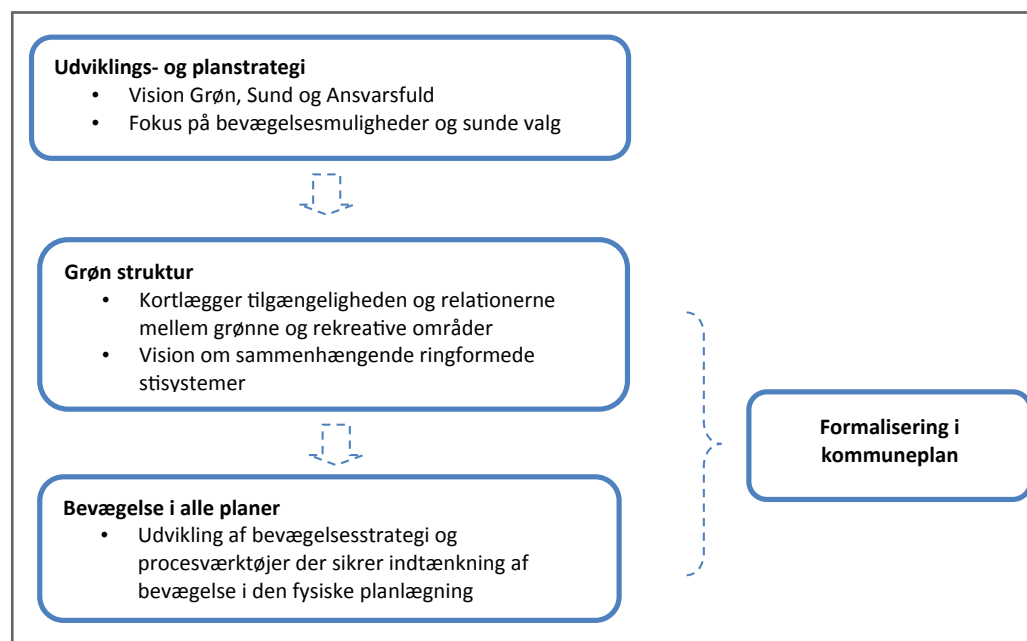 Udviklings- og planstrategi
• Vision Grøn, Sund og Ansvarsfuld
• Fokus på bevægelsesmuligheder og sunde valg
Grøn struktur
• Kortlægger tilgængeligheden og relationerne
mellem grønne og rekreative områder
• Vision om sammenhængende ringformede
stisystemer
Bevægelse i alle planer
• Udvikling af bevægelsesstrategi og
procesværktøjer der sikrer indtænkning af
bevægelse i den fysiske planlægning
Formalisering i
kommuneplan